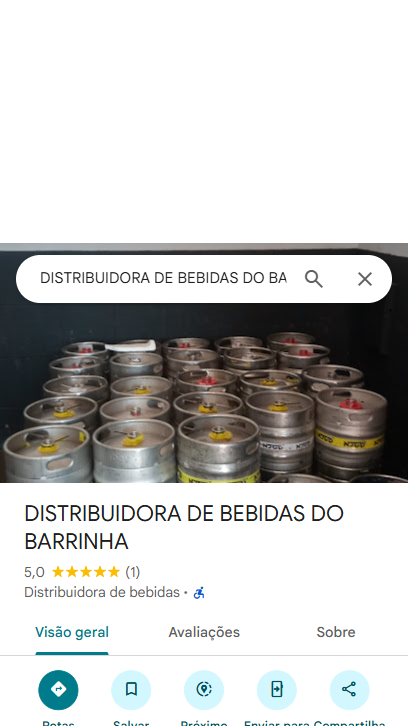 DISTRIBUIDORA DE BEBIDAS DO BA
DISTRIBUIDORA DE BEBIDAS DO
BARRINHA
5,0 ★★★★★ (1)
Distribuidora de bebidas •
Visão geral Avaliações Sobre
Rotas Salvar Próximo Enviar para Compartilha